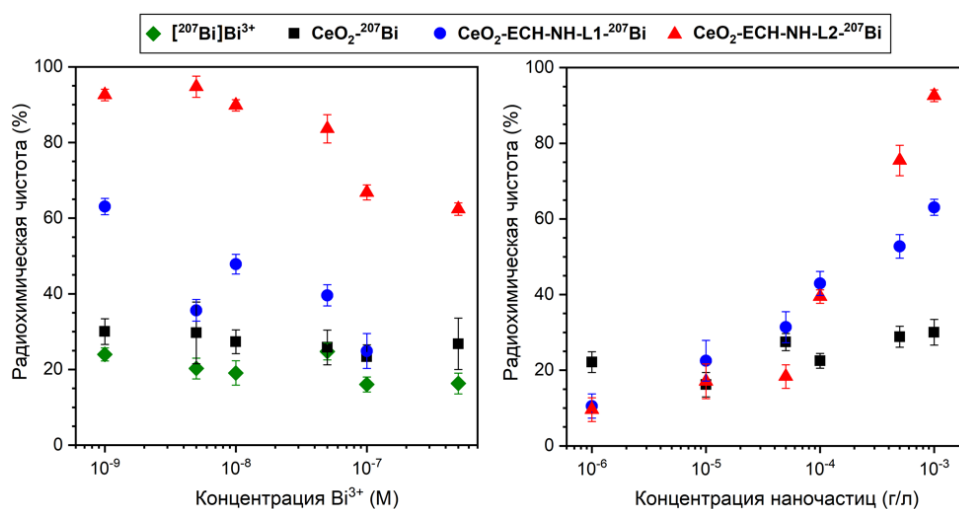 [²⁰⁷Bi]Bi³⁺ CeO₂-²⁰⁷Bi CeO₂-ECH-NH-L1-²⁰⁷Bi CeO₂-ECH-NH-L2-²⁰⁷Bi
Радиохимическая чистота (%)
100
80
60
40
20
0
10⁻⁹ 10⁻⁸ 10⁻⁷
Концентрация Bi³⁺ (М)
Радиохимическая чистота (%)
100
80
60
40
20
0
10⁻⁶ 10⁻⁵ 10⁻⁴ 10⁻³
Концентрация наночастиц (г/л)